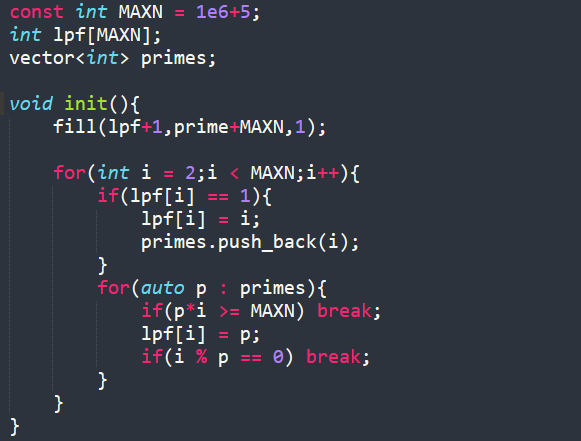 const int MAXN = 1e6+5;
int lpf[MAXN];
vector<int> primes;

void init(){
    fill(lpf+1,prime+MAXN,1);

    for(int i = 2;i < MAXN;i++){
        if(lpf[i] == 1){
            lpf[i] = i;
            primes.push_back(i);
        }
        for(auto p : primes){
            if(p*i >= MAXN) break;
            lpf[i] = p;
            if(i % p == 0) break;
        }
    }
}